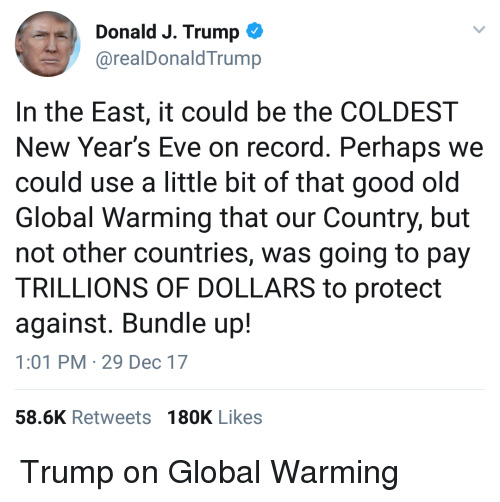 Donald J. Trump
@realDonaldTrump
In the East, it could be the COLDEST
New Year's Eve on record. Perhaps we
could use a little bit of that good old
Global Warming that our Country, but
not other countries, was going to pay
TRILLIONS OF DOLLARS to protect
against. Bundle up!
1:01 PM · 29 Dec 17
58.6K Retweets 180K Likes
Trump on Global Warming